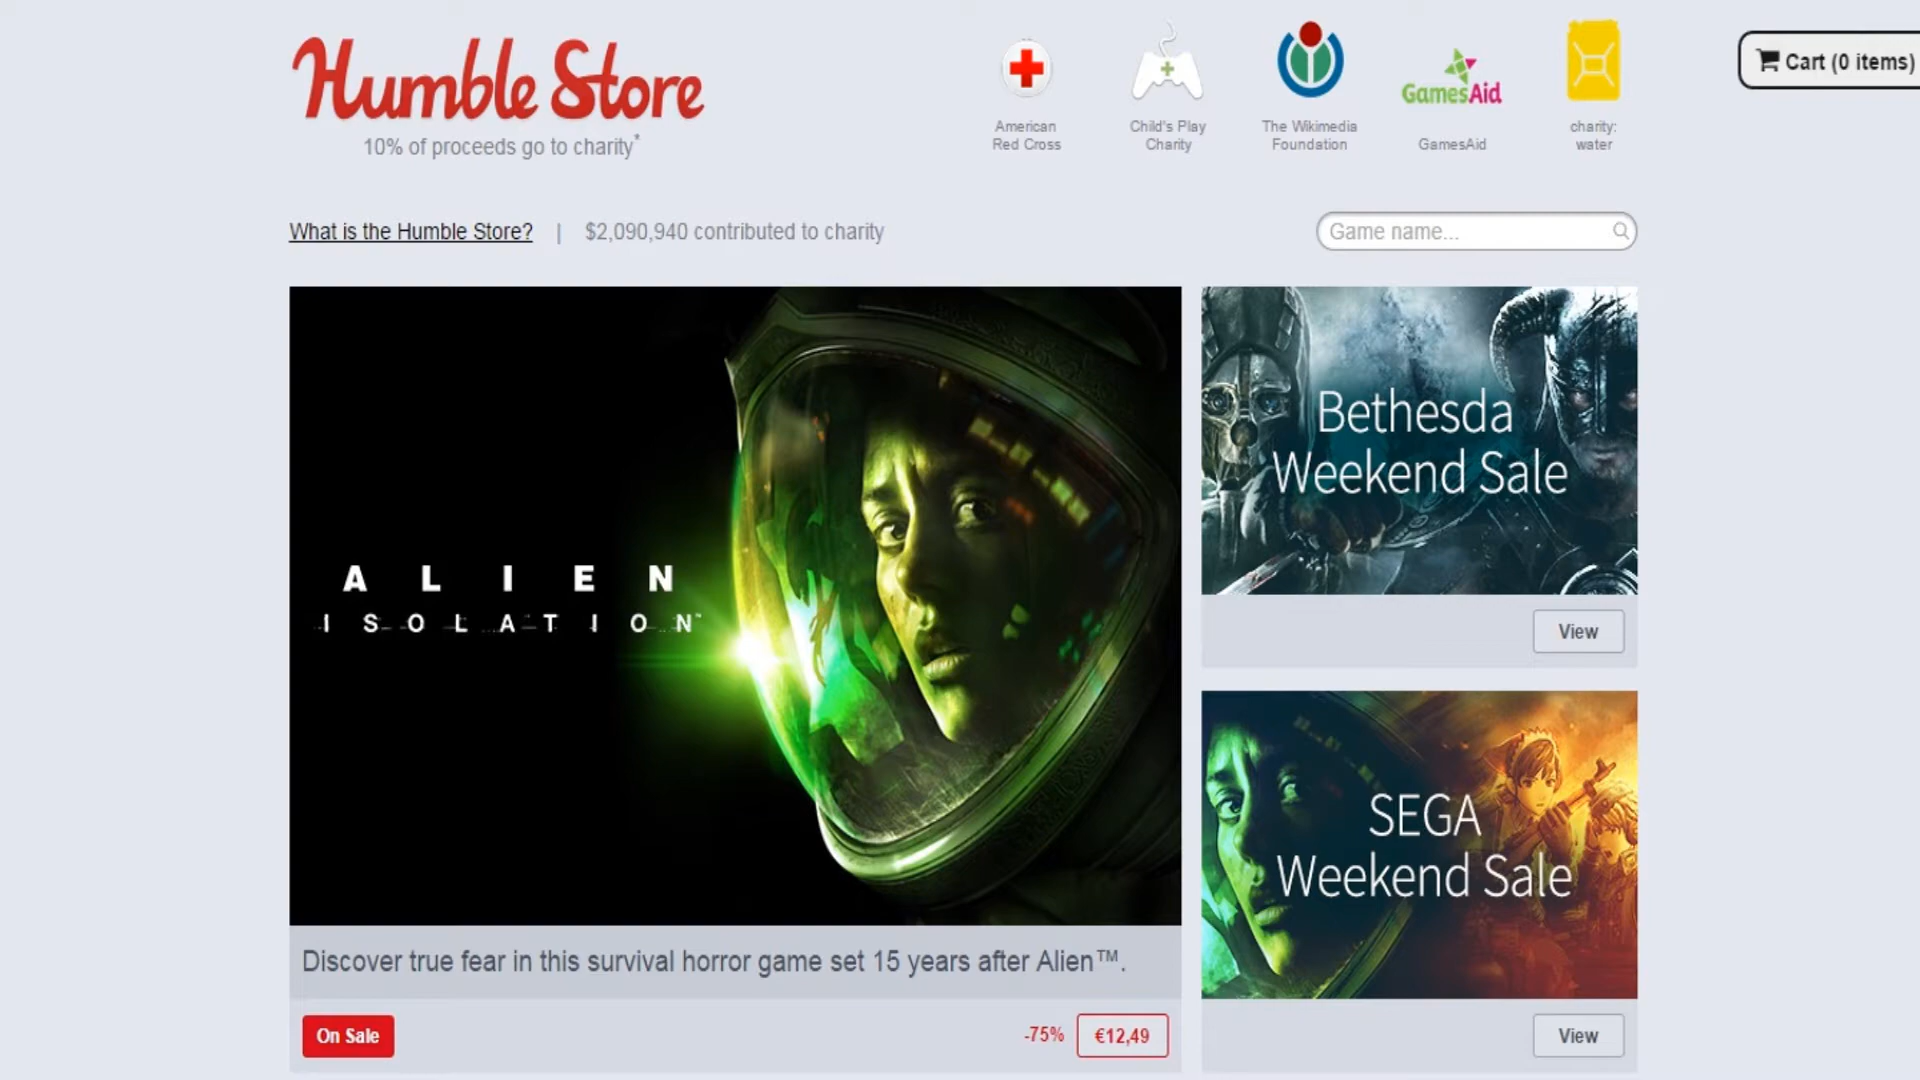 Humble Store
10% of proceeds go to charity*
American
Red Cross
Child's Play
Charity
The Wikimedia
Foundation
GamesAid
GamesAid
charity:
water
Cart (0 items)
What is the Humble Store? | $2,090,940 contributed to charity
Game name...
ALIEN
ISOLATION™
Discover true fear in this survival horror game set 15 years after Alien™.
On Sale
-75%
€12,49
Bethesda
Weekend Sale
View
SEGA
Weekend Sale
View